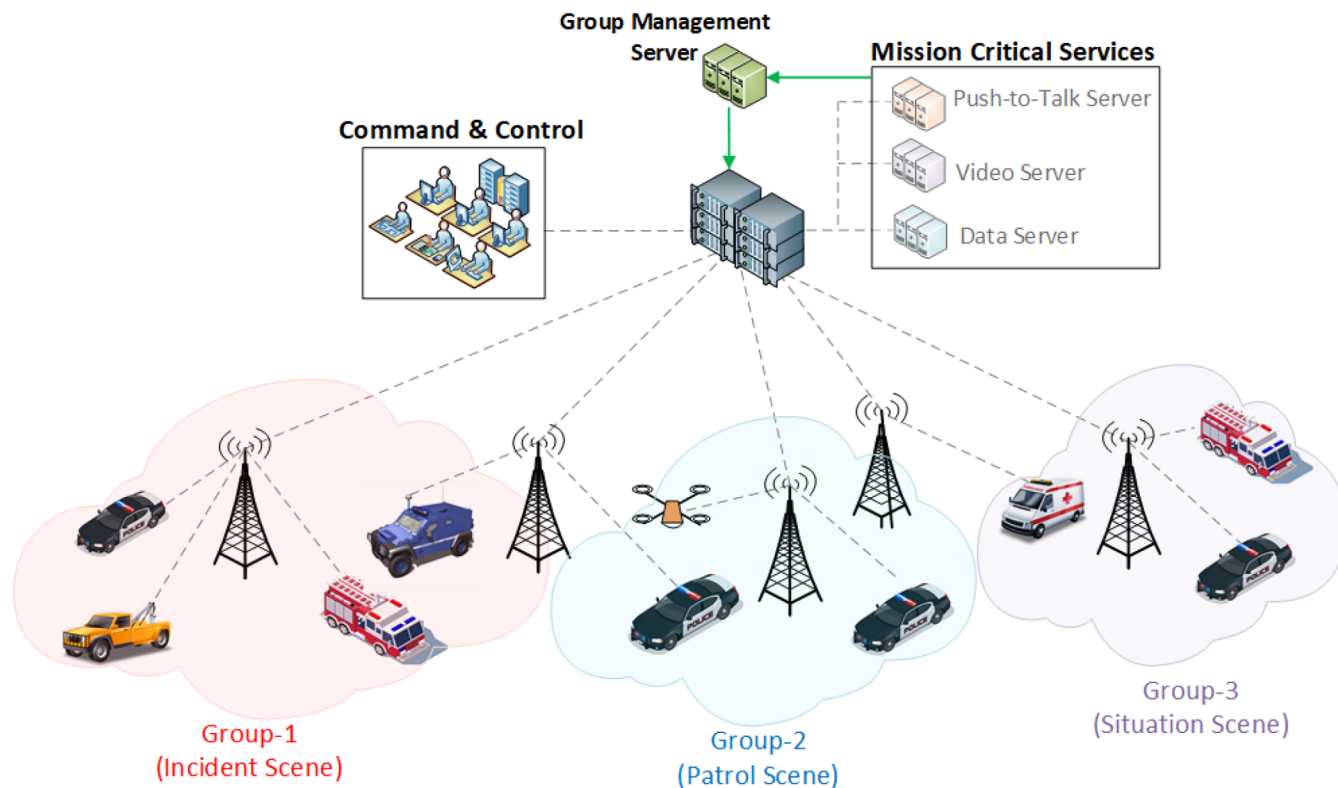 Group Management
Server
Mission Critical Services
Push-to-Talk Server
Video Server
Data Server
Command & Control
POLICE
POLICE
POLICE
POLICE
Group-1
(Incident Scene)
Group-2
(Patrol Scene)
Group-3
(Situation Scene)